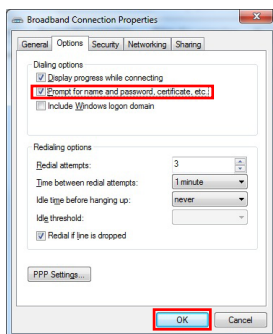 Broadband Connection Properties
General Options Security Networking Sharing
Dialing options
Display progress while connecting
Prompt for name and password, certificate, etc.
Include Windows logon domain
Redialing options
Redial attempts: 3
Time between redial attempts: 1 minute
Idle time before hanging up: never
Idle threshold:
Redial if line is dropped
PPP Settings...
OK Cancel